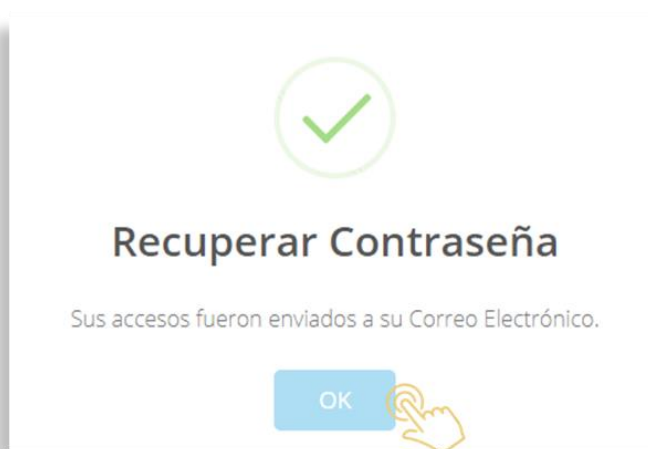 Recuperar Contraseña
Sus accesos fueron enviados a su Correo Electrónico.
OK